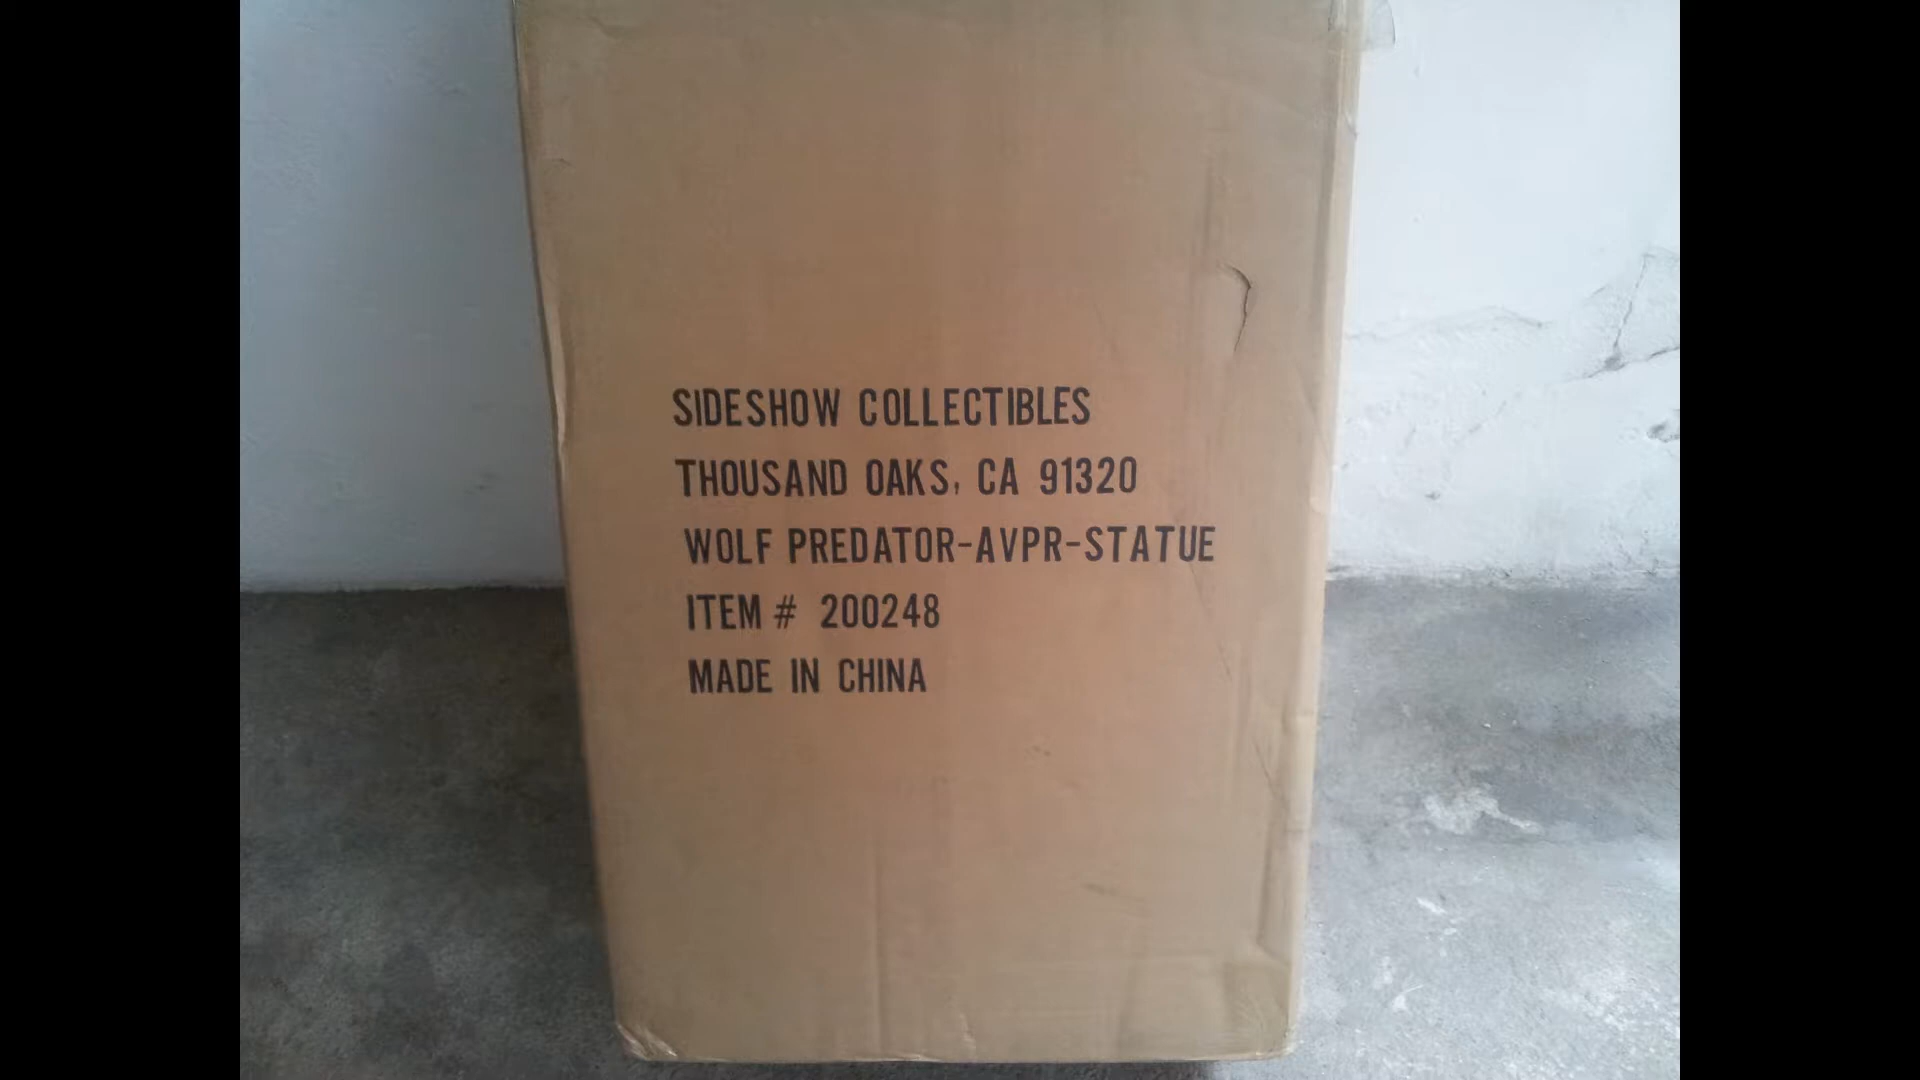 SIDESHOW COLLECTIBLES
THOUSAND OAKS, CA 91320
WOLF PREDATOR-AVPR-STATUE
ITEM # 200248
MADE IN CHINA